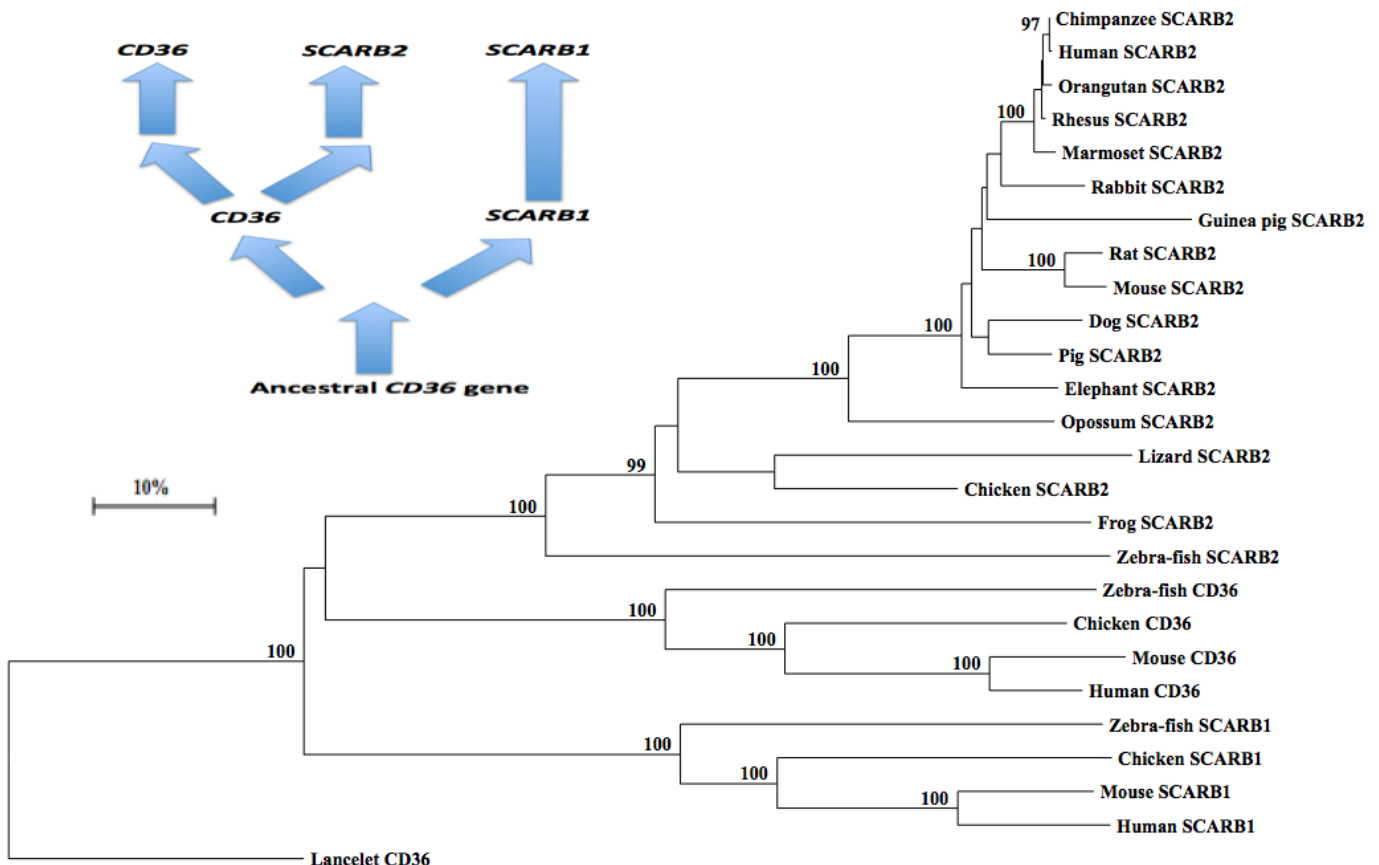 CD36 SCARB2 SCARB1
CD36 SCARB1
Ancestral CD36 gene
10%
97 Chimpanzee SCARB2
Human SCARB2
Orangutan SCARB2
100 Rhesus SCARB2
Marmoset SCARB2
Rabbit SCARB2
Guinea pig SCARB2
100 Rat SCARB2
Mouse SCARB2
100 Dog SCARB2
Pig SCARB2
100 Elephant SCARB2
Opossum SCARB2
99 Lizard SCARB2
Chicken SCARB2
100 Frog SCARB2
Zebra-fish SCARB2
100 Zebra-fish CD36
100 Chicken CD36
100 Mouse CD36
100 Human CD36
100 Zebra-fish SCARB1
100 Chicken SCARB1
100 Mouse SCARB1
Human SCARB1
Lancelet CD36